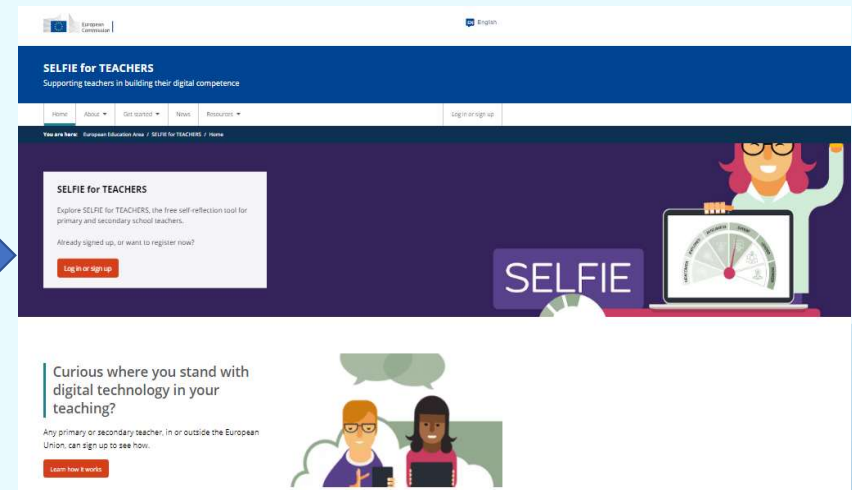 European
Commission
EN English
SELFIE for TEACHERS
Supporting teachers in building their digital competence
Home About Get started News Resources
Log in or sign up
You are here: European Education Area / SELFIE for TEACHERS / Home
SELFIE for TEACHERS
Explore SELFIE for TEACHERS, the free self-reflection tool for
primary and secondary school teachers.
Already signed up, or want to register now?
Log in or sign up
SELFIE
Curious where you stand with
digital technology in your
teaching?
Any primary or secondary teacher, in or outside the European
Union, can sign up to see how.
Learn how it works